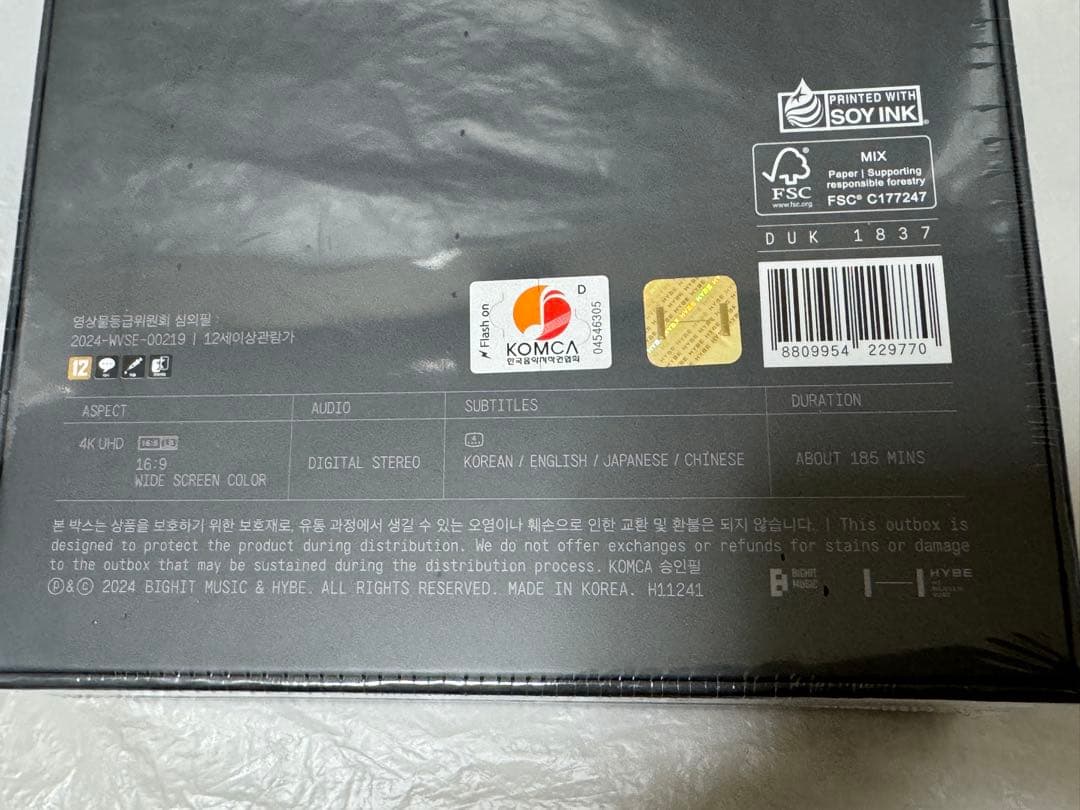 PRINTED WITH
SOY INK
FSC
www.fsc.org
MIX
Paper | Supporting
responsible forestry
FSC® C177247
DUK 1837
8809954 229770
Flash on
D
KOMCA
한국음악저작권협회
04546305
HYBE
영상물등급위원회 심의필 :
2024-WVSE-00219 | 12세이상관람가
12
ASPECT
AUDIO
SUBTITLES
DURATION
4K UHD
16:9
WIDE SCREEN COLOR
DIGITAL STEREO
4
KOREAN / ENGLISH / JAPANESE / CHINESE
ABOUT 185 MINS
본 박스는 상품을 보호하기 위한 보호재로, 유통 과정에서 생길 수 있는 오염이나 훼손으로 인한 교환 및 환불은 되지 않습니다. | This outbox is
designed to protect the product during distribution. We do not offer exchanges or refunds for stains or damage
to the outbox that may be sustained during the distribution process. KOMCA 승인필
Ⓟ&© 2024 BIGHIT MUSIC & HYBE. ALL RIGHTS RESERVED. MADE IN KOREA. H11241
BIGHIT
MUSIC
HYBE